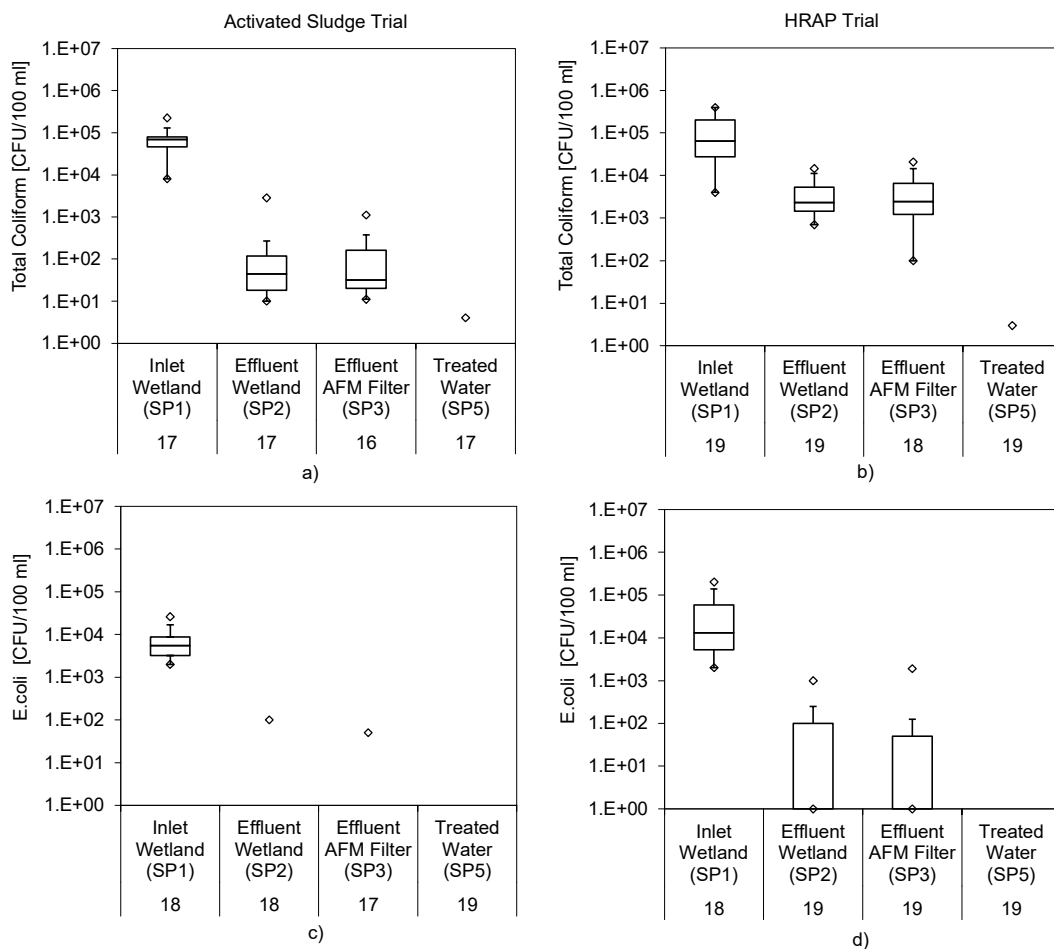 Activated Sludge Trial
HRAP Trial
Total Coliform [CFU/100 ml]
1.E+07
1.E+06
1.E+05
1.E+04
1.E+03
1.E+02
1.E+01
1.E+00
Inlet Wetland (SP1)
Effluent Wetland (SP2)
Effluent AFM Filter (SP3)
Treated Water (SP5)
17
17
16
17
a)
Total Coliform [CFU/100 ml]
1.E+07
1.E+06
1.E+05
1.E+04
1.E+03
1.E+02
1.E+01
1.E+00
Inlet Wetland (SP1)
Effluent Wetland (SP2)
Effluent AFM Filter (SP3)
Treated Water (SP5)
19
19
18
19
b)
E.coli [CFU/100 ml]
1.E+07
1.E+06
1.E+05
1.E+04
1.E+03
1.E+02
1.E+01
1.E+00
Inlet Wetland (SP1)
Effluent Wetland (SP2)
Effluent AFM Filter (SP3)
Treated Water (SP5)
18
18
17
19
c)
E.coli [CFU/100 ml]
1.E+07
1.E+06
1.E+05
1.E+04
1.E+03
1.E+02
1.E+01
1.E+00
Inlet Wetland (SP1)
Effluent Wetland (SP2)
Effluent AFM Filter (SP3)
Treated Water (SP5)
18
19
19
19
d)